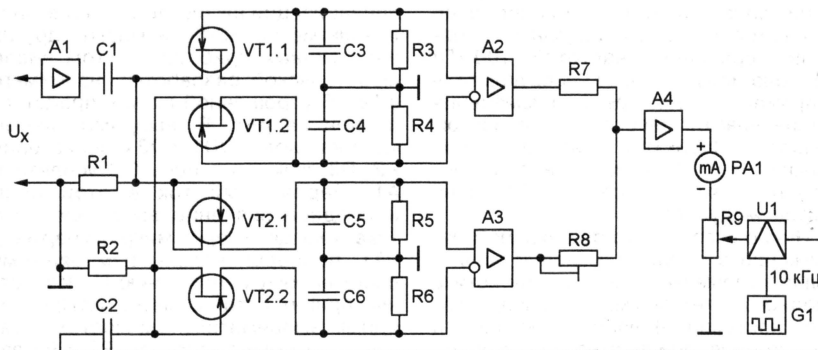 A1 C1
VT1.1
C3
R3
A2
R7
A4
Uх
VT1.2
C4
R4
+
mA PA1
−
R1
VT2.1
C5
R5
A3
R8
R9 U1
R2
VT2.2
C6
R6
10 кГц
C2
Г
G1